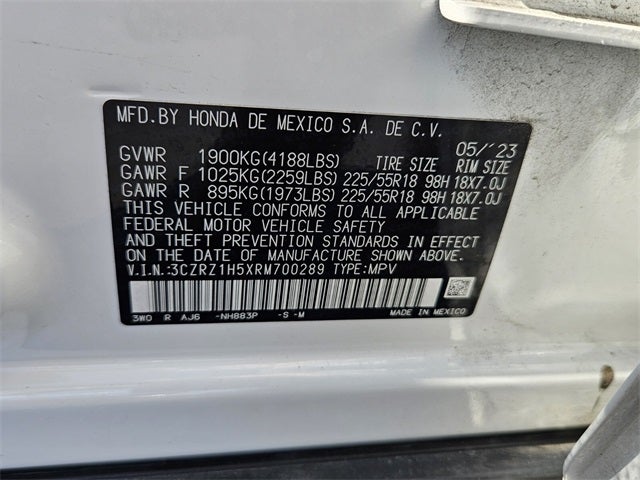 MFD.BY HONDA DE MEXICO S.A. DE C.V.
05/'23
GVWR 1900KG(4188LBS) TIRE SIZE RIM SIZE
GAWR F 1025KG(2259LBS) 225/55R18 98H 18X7.0J
GAWR R 895KG(1973LBS) 225/55R18 98H 18X7.0J
THIS VEHICLE CONFORMS TO ALL APPLICABLE
FEDERAL MOTOR VEHICLE SAFETY
AND THEFT PREVENTION STANDARDS IN EFFECT
ON THE DATE OF MANUFACTURE SHOWN ABOVE.
V.I.N.:3CZRZ1H5XRM700289 TYPE:MPV
3W0 R AJ6 -NH883P -S -M MADE IN MEXICO